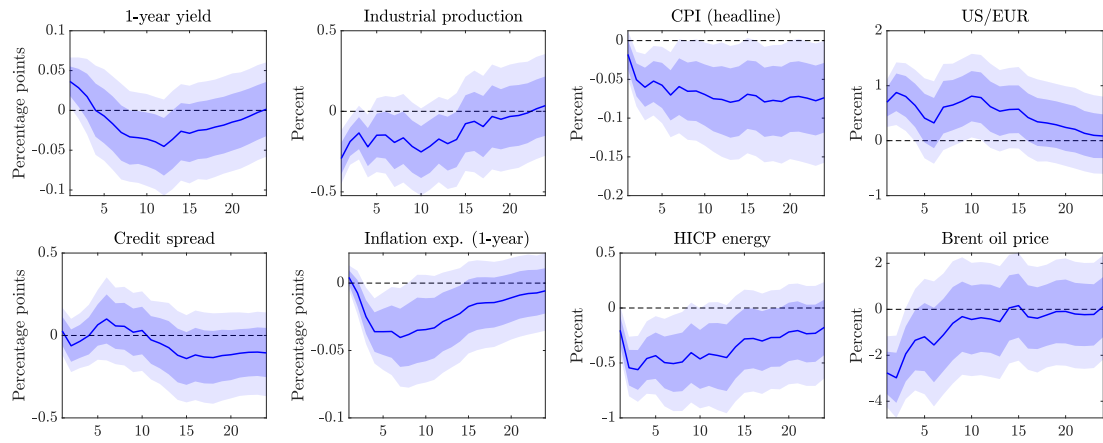 1-year yield
Percentage points
0.1
0.05
0
-0.05
-0.1
5 10 15 20
Industrial production
Percent
0.5
0
-0.5
5 10 15 20
CPI (headline)
Percent
0
-0.05
-0.1
-0.15
-0.2
5 10 15 20
US/EUR
Percent
2
1
0
-1
5 10 15 20
Credit spread
Percentage points
0.5
0
-0.5
5 10 15 20
Inflation exp. (1-year)
Percentage points
0
-0.05
-0.1
5 10 15 20
HICP energy
Percent
0.5
0
-0.5
-1
5 10 15 20
Brent oil price
Percent
2
0
-2
-4
5 10 15 20